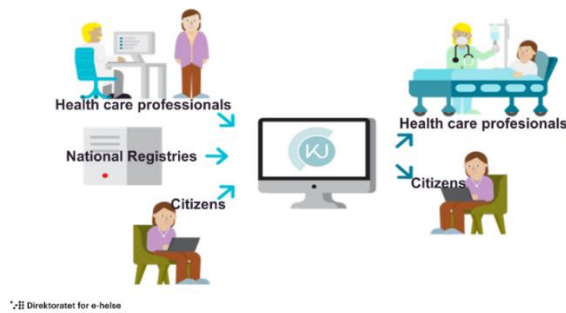 Health care professionals
National Registries
Citizens
KJ
Health care profesionals
Citizens
Direktoratet for e-helse